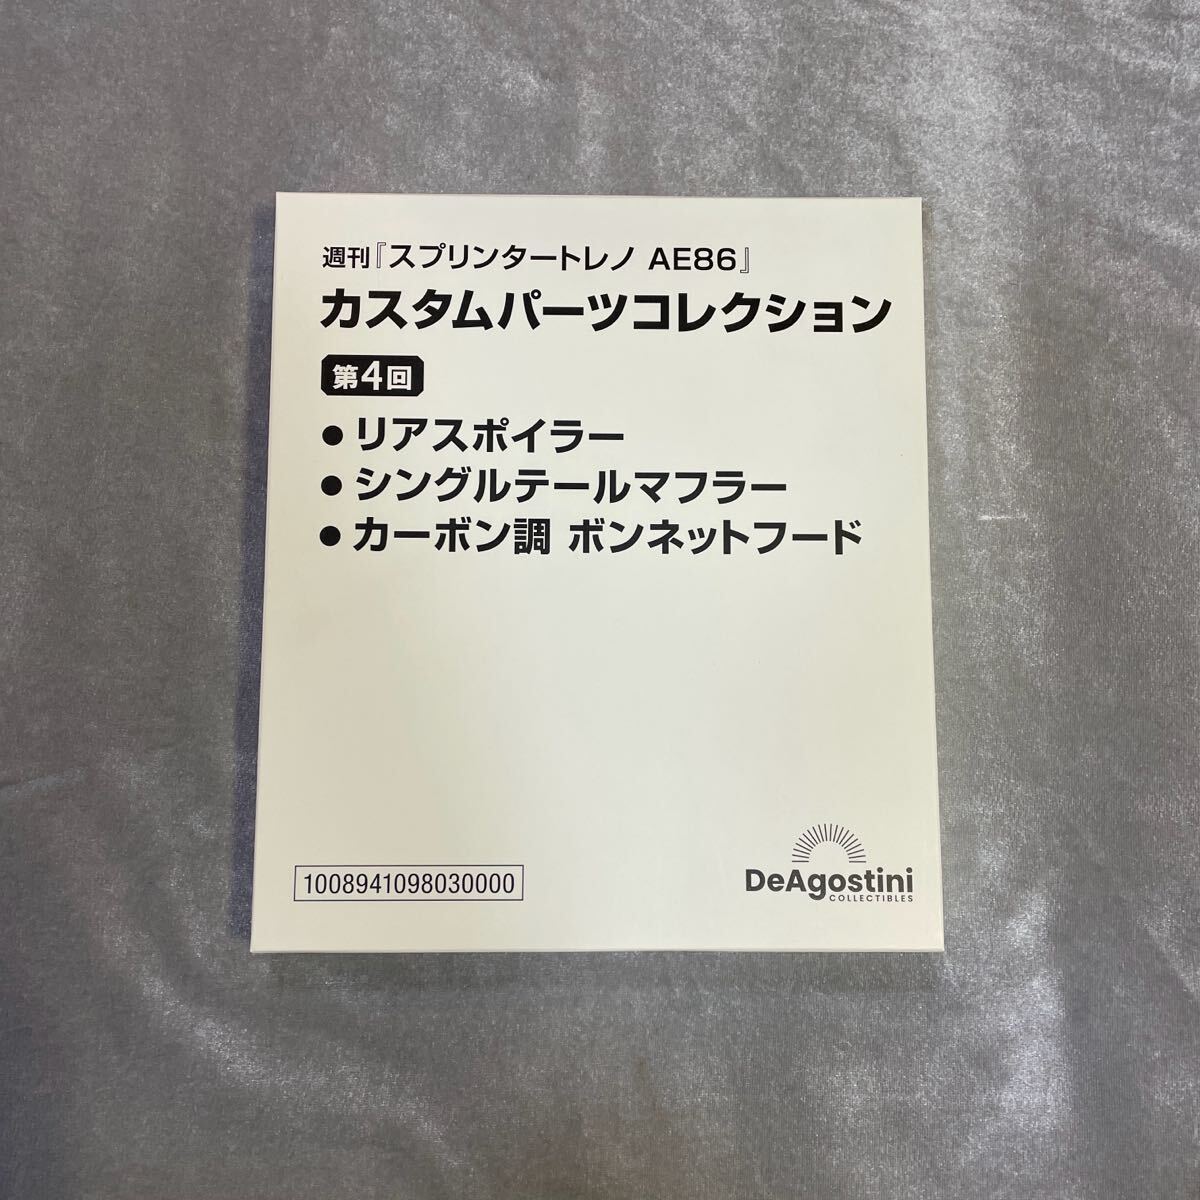 週刊『スプリンタートレノ AE86』
カスタムパーツコレクション
第4回
● リアスポイラー
● シングルテールマフラー
● カーボン調 ボンネットフード
1008941098030000
DeAgostini
COLLECTIBLES